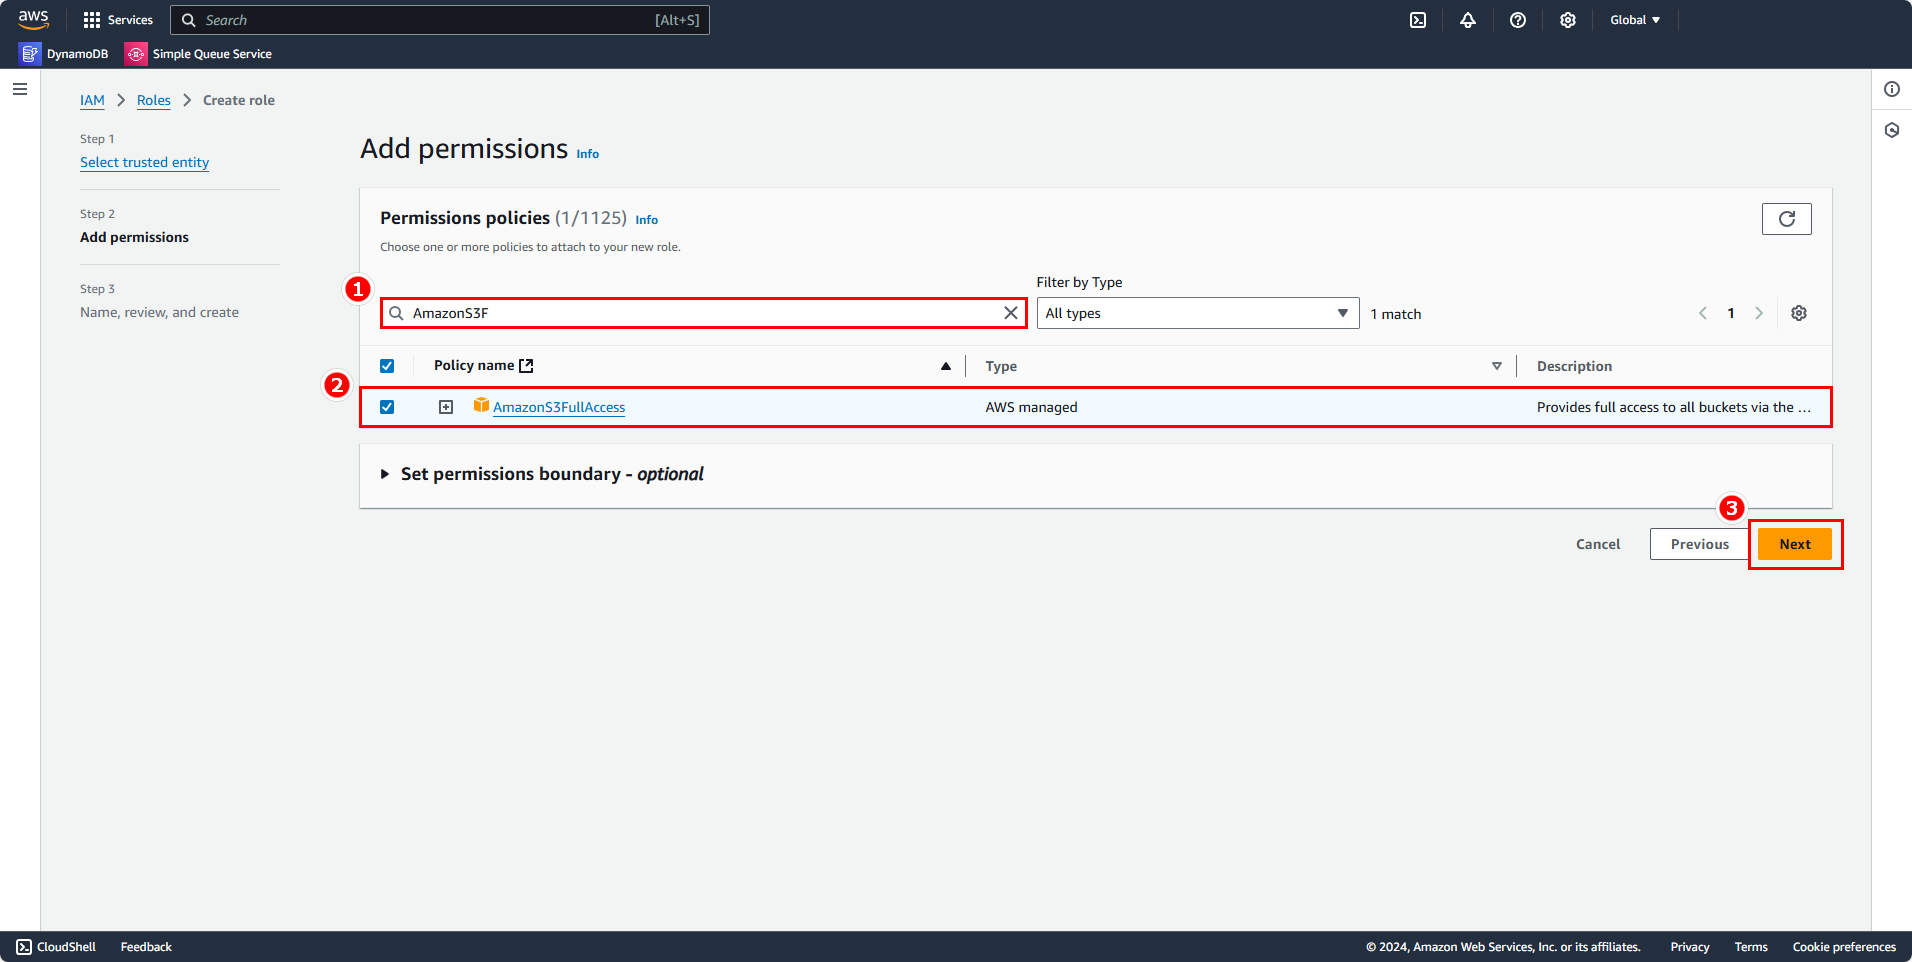 aws Services Search [Alt+S] Global
DynamoDB Simple Queue Service
IAM Roles Create role
Step 1
Select trusted entity
Step 2
Add permissions
Step 3
Name, review, and create
Add permissions Info
Permissions policies (1/1125) Info
Choose one or more policies to attach to your new role.
Filter by Type
1
AmazonS3F All types 1 match 1
Policy name Type Description
2
AmazonS3FullAccess AWS managed Provides full access to all buckets via the ...
Set permissions boundary - optional
3
Cancel Previous Next
CloudShell Feedback © 2024, Amazon Web Services, Inc. or its affiliates. Privacy Terms Cookie preferences